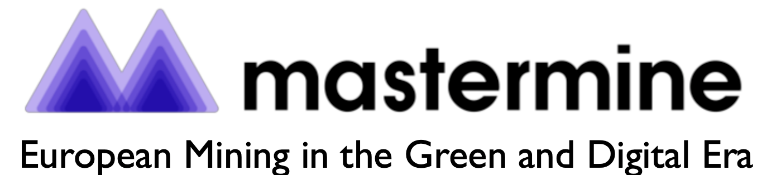 mastermine
European Mining in the Green and Digital Era